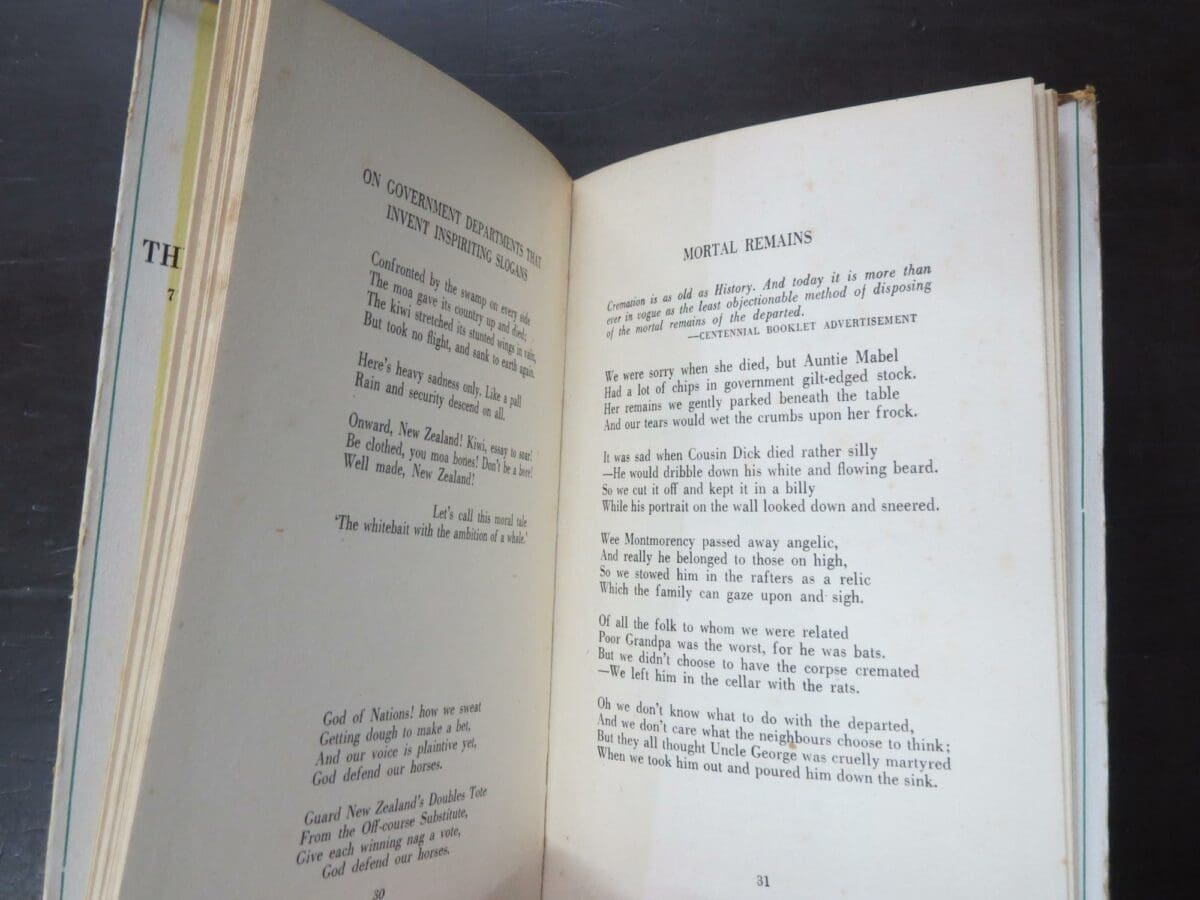 TH
7
ON GOVERNMENT DEPARTMENTS THAT
INVENT INSPIRITING SLOGANS
Confronted by the swamp on every side
The moa gave its country up and died;
The kiwi stretched its stunted wings in vain,
But took no flight, and sank to earth again.
Here's heavy sadness only. Like a pall
Rain and security descend on all.
Onward, New Zealand! Kiwi, essay to soar!
Be clothed, you moa bones! Don't be a bore!
Well made, New Zealand!
Let's call this moral tale
'The whitebait with the ambition of a whale.'
God of Nations! how we sweat
Getting dough to make a bet,
And our voice is plaintive yet,
God defend our horses.
Guard New Zealand's Doubles Tote
From the Off-course Substitute,
Give each winning nag a vote,
God defend our horses.
30
MORTAL REMAINS
Cremation is as old as History. And today it is more than
ever in vogue as the least objectionable method of disposing
of the mortal remains of the departed.
—CENTENNIAL BOOKLET ADVERTISEMENT
We were sorry when she died, but Auntie Mabel
Had a lot of chips in government gilt-edged stock.
Her remains we gently parked beneath the table
And our tears would wet the crumbs upon her frock.
It was sad when Cousin Dick died rather silly
—He would dribble down his white and flowing beard.
So we cut it off and kept it in a billy
While his portrait on the wall looked down and sneered.
Wee Montmorency passed away angelic,
And really he belonged to those on high,
So we stowed him in the rafters as a relic
Which the family can gaze upon and sigh.
Of all the folk to whom we were related
Poor Grandpa was the worst, for he was bats.
But we didn't choose to have the corpse cremated
—We left him in the cellar with the rats.
Oh we don't know what to do with the departed,
And we don't care what the neighbours choose to think;
But they all thought Uncle George was cruelly martyred
When we took him out and poured him down the sink.
31